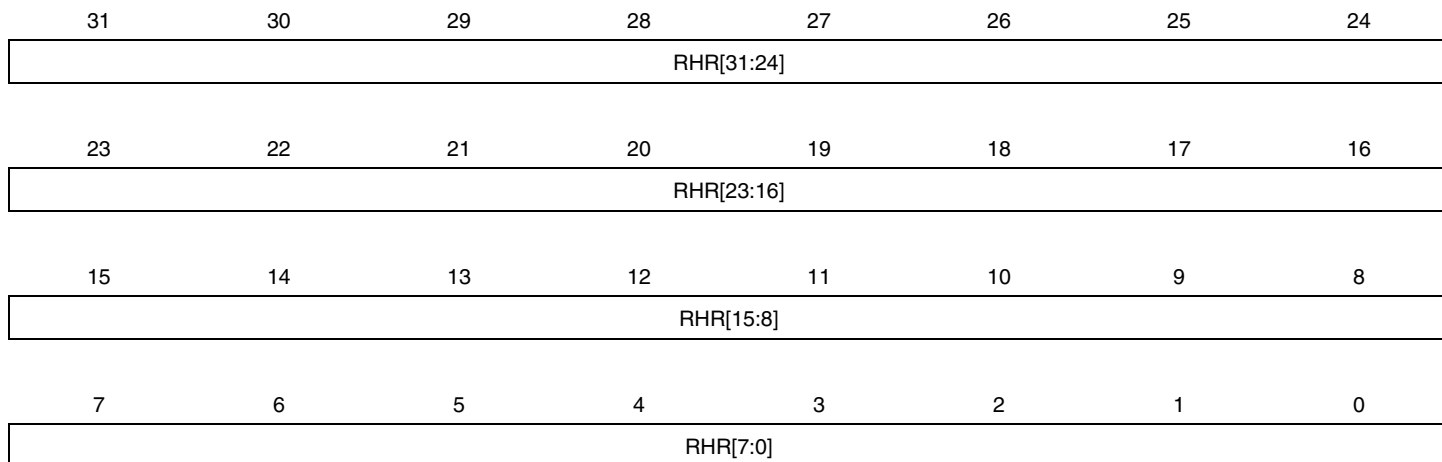 31 30 29 28 27 26 25 24
RHR[31:24]
23 22 21 20 19 18 17 16
RHR[23:16]
15 14 13 12 11 10 9 8
RHR[15:8]
7 6 5 4 3 2 1 0
RHR[7:0]